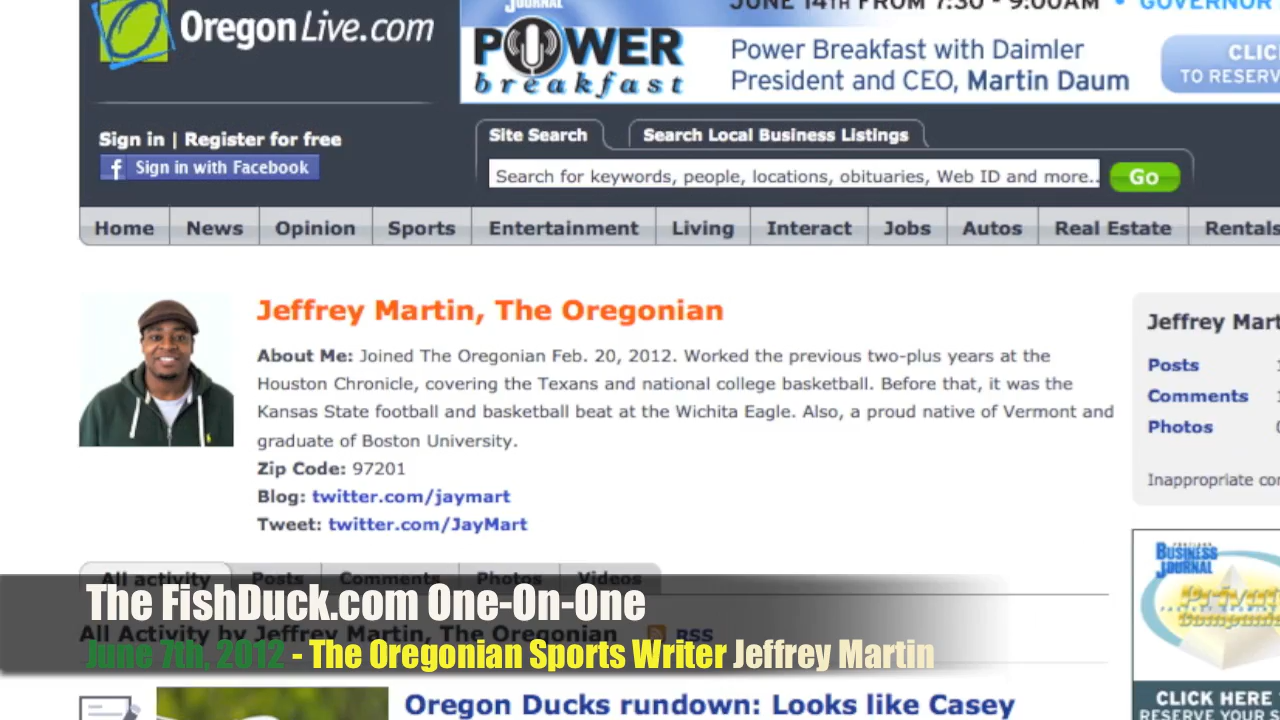 JOURNAL
JUNE 14TH FROM 7:30 - 9:00AM • GOVERNOR
OregonLive.com
POWER
breakfast
Power Breakfast with Daimler
President and CEO, Martin Daum
CLIC
TO RESERV
Sign in | Register for free
Site Search
Search Local Business Listings
f Sign in with Facebook
Search for keywords, people, locations, obituaries, Web ID and more..
Go
Home News Opinion Sports Entertainment Living Interact Jobs Autos Real Estate Rentals
Jeffrey Martin, The Oregonian
About Me: Joined The Oregonian Feb. 20, 2012. Worked the previous two-plus years at the
Houston Chronicle, covering the Texans and national college basketball. Before that, it was the
Kansas State football and basketball beat at the Wichita Eagle. Also, a proud native of Vermont and
graduate of Boston University.
Zip Code: 97201
Blog: twitter.com/jaymart
Tweet: twitter.com/JayMart
Jeffrey Mart
Posts
Comments
Photos
Inappropriate co
All activity Posts Comments Photos Videos
The FishDuck.com One-On-One
All Activity by Jeffrey Martin, The Oregonian RSS
June 7th, 2012 - The Oregonian Sports Writer Jeffrey Martin
Oregon Ducks rundown: Looks like Casey
BUSINESS
JOURNAL
CLICK HERE
RESERVE YOUR S